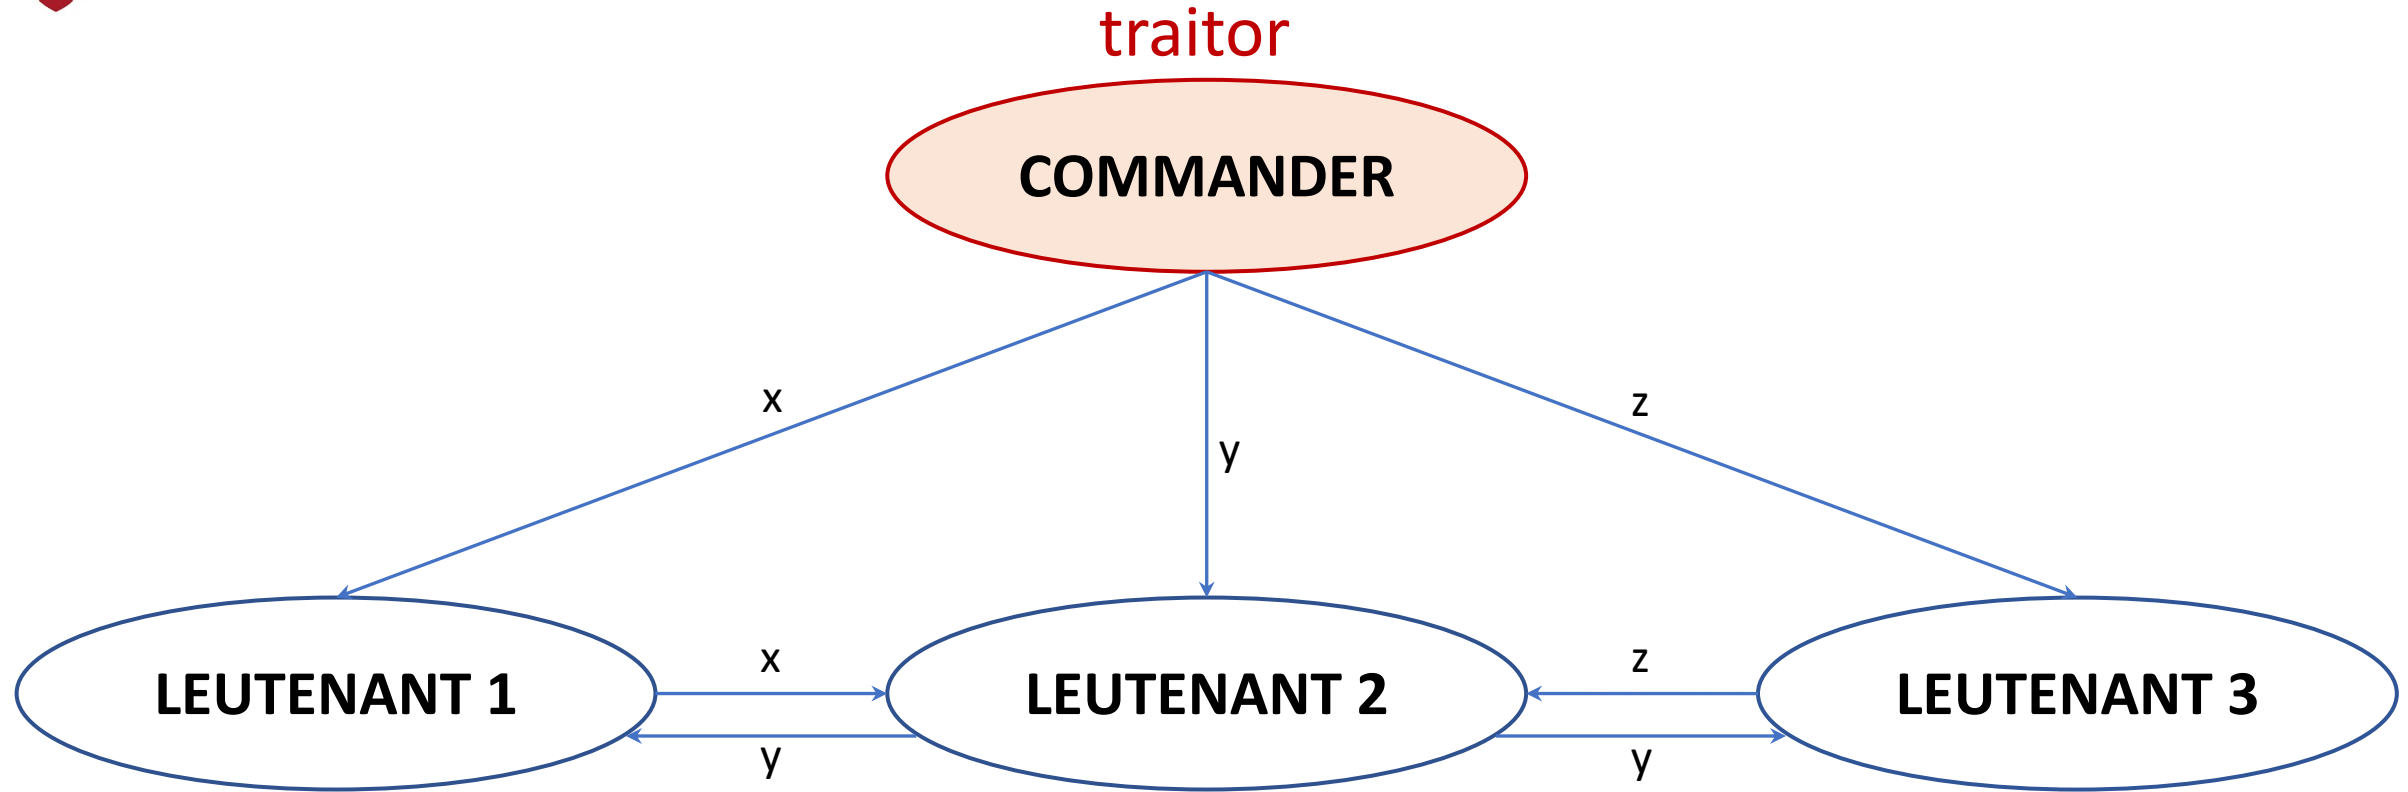 traitor
COMMANDER
x
z
y
x
z
LEUTENANT 1
LEUTENANT 2
LEUTENANT 3
y
y